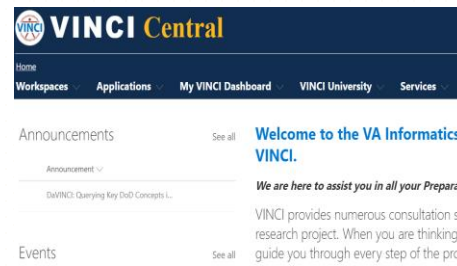 VINCI VINCI Central
Home
Workspaces Applications My VINCI Dashboard VINCI University Services
Announcements See all
Announcement
DaVINCI: Querying Key DoD Concepts i...
Events See all
Welcome to the VA Informatics
VINCI.
We are here to assist you in all your Prepara
VINCI provides numerous consultation s
research project. When you are thinking
guide you through every step of the pro